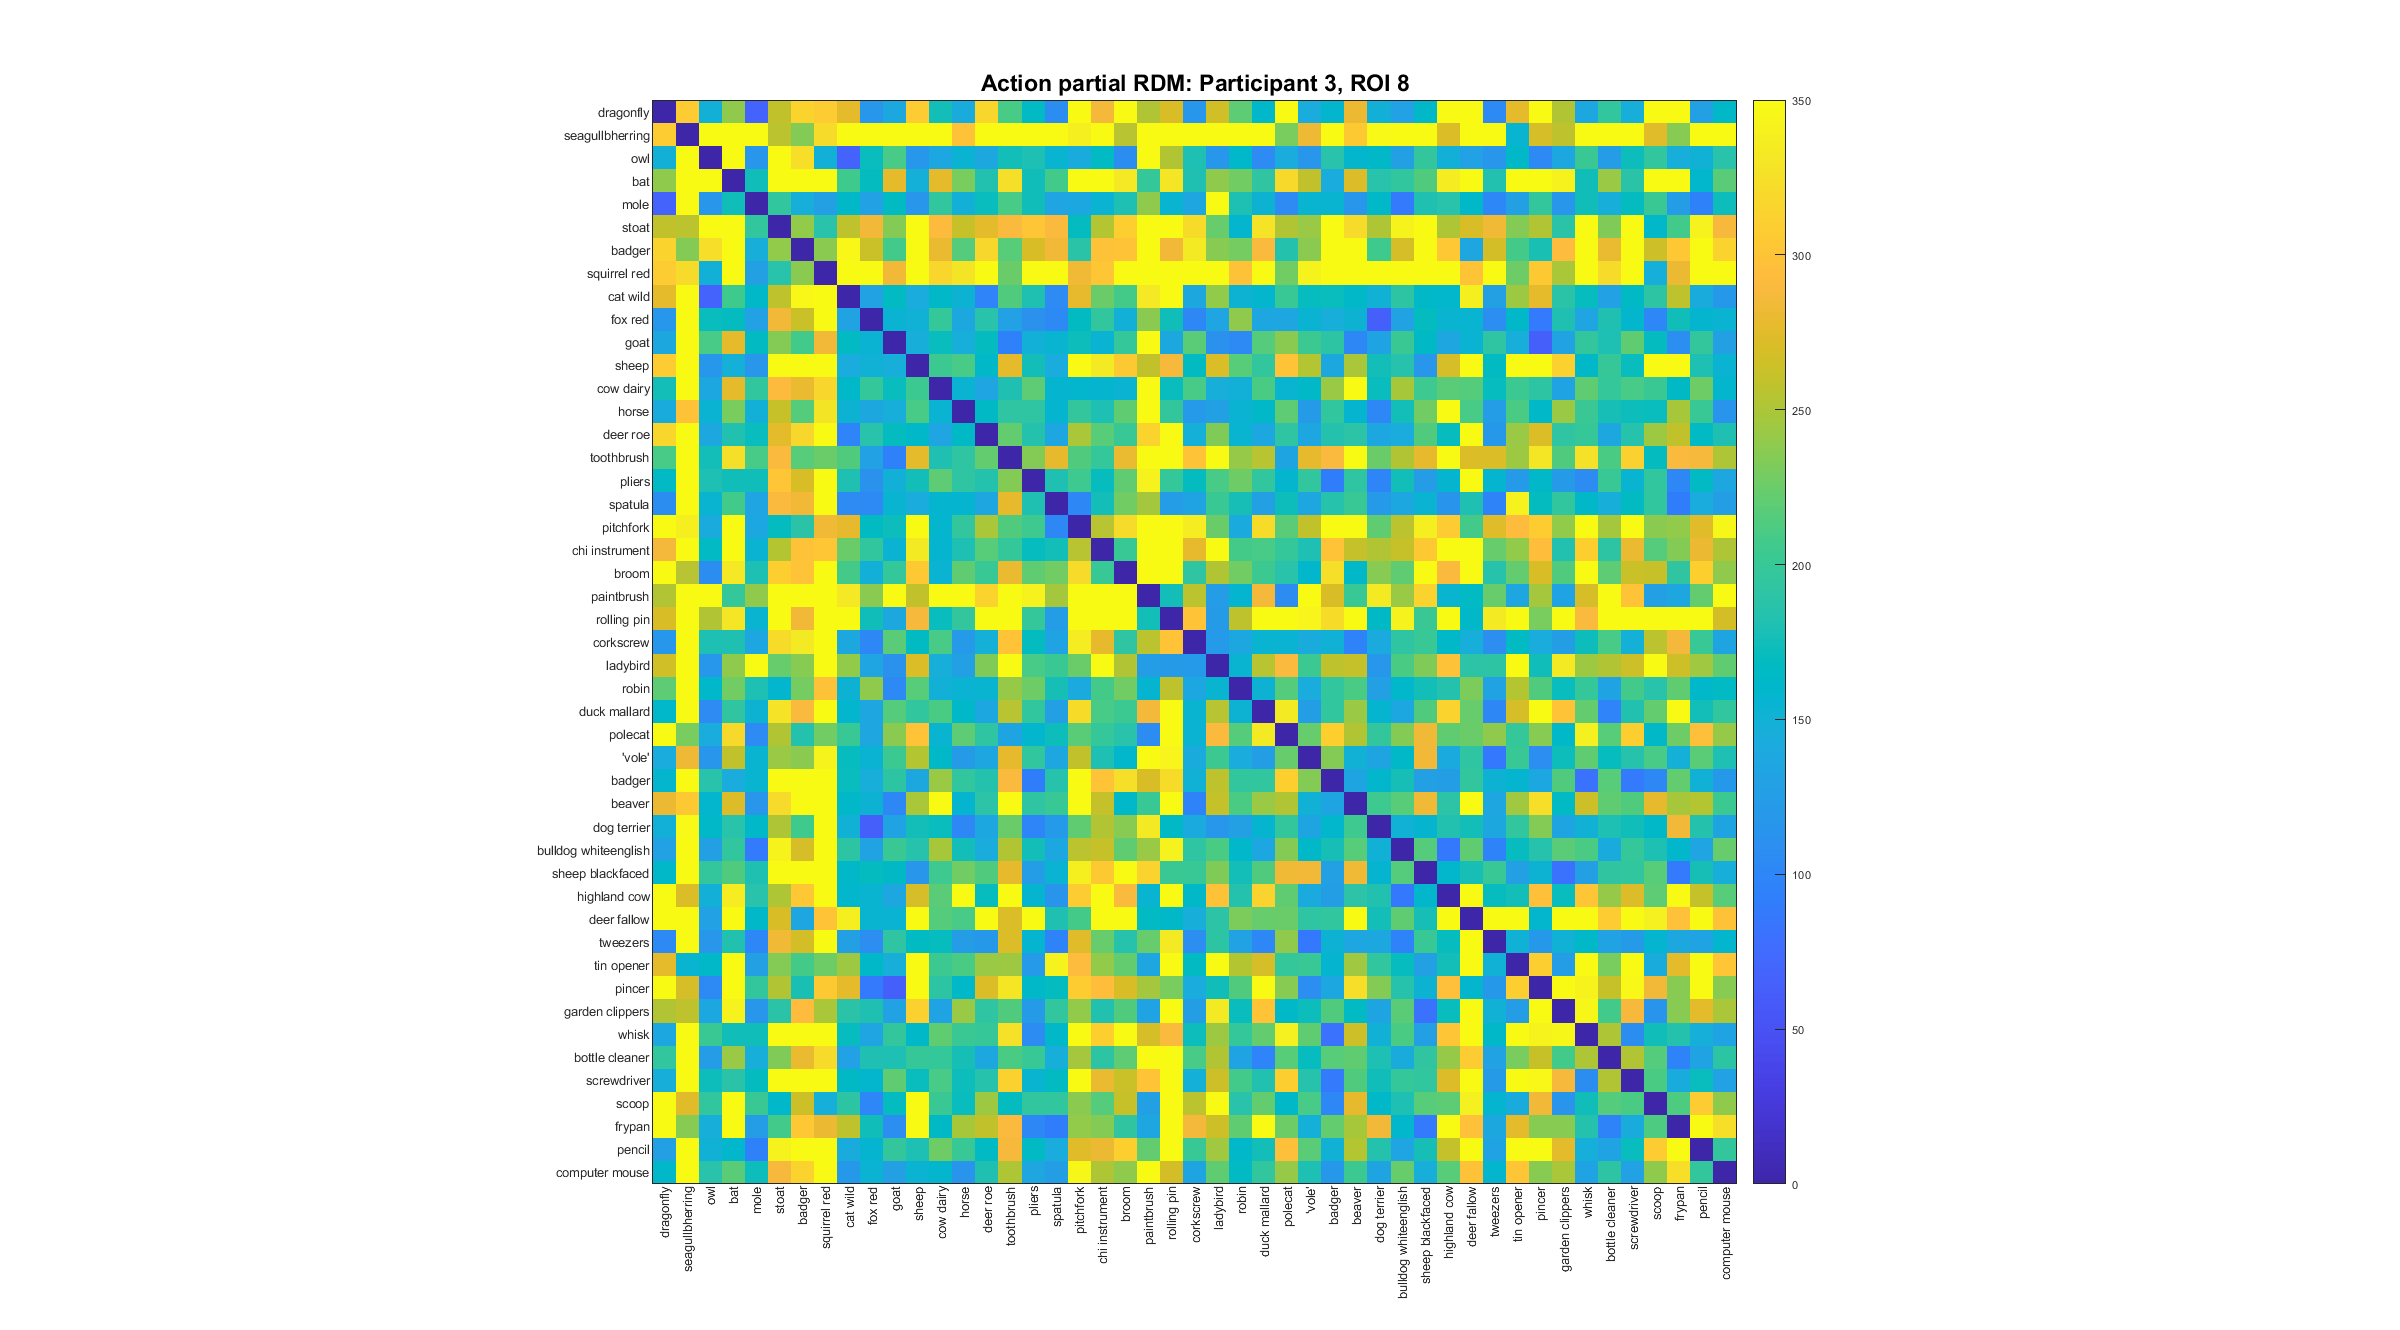 Action partial RDM: Participant 3, ROI 8
dragonfly
seagullbherring
owl
bat
mole
stoat
badger
squirrel red
cat wild
fox red
goat
sheep
cow dairy
horse
deer roe
toothbrush
pliers
spatula
pitchfork
chi instrument
broom
paintbrush
rolling pin
corkscrew
ladybird
robin
duck mallard
polecat
'vole'
badger
beaver
dog terrier
bulldog whiteenglish
sheep blackfaced
highland cow
deer fallow
tweezers
tin opener
pincer
garden clippers
whisk
bottle cleaner
screwdriver
scoop
frypan
pencil
computer mouse
dragonfly
seagullbherring
owl
bat
mole
stoat
badger
squirrel red
cat wild
fox red
goat
sheep
cow dairy
horse
deer roe
toothbrush
pliers
spatula
pitchfork
chi instrument
broom
paintbrush
rolling pin
corkscrew
ladybird
robin
duck mallard
polecat
'vole'
badger
beaver
dog terrier
bulldog whiteenglish
sheep blackfaced
highland cow
deer fallow
tweezers
tin opener
pincer
garden clippers
whisk
bottle cleaner
screwdriver
scoop
frypan
pencil
computer mouse
350
300
250
200
150
100
50
0